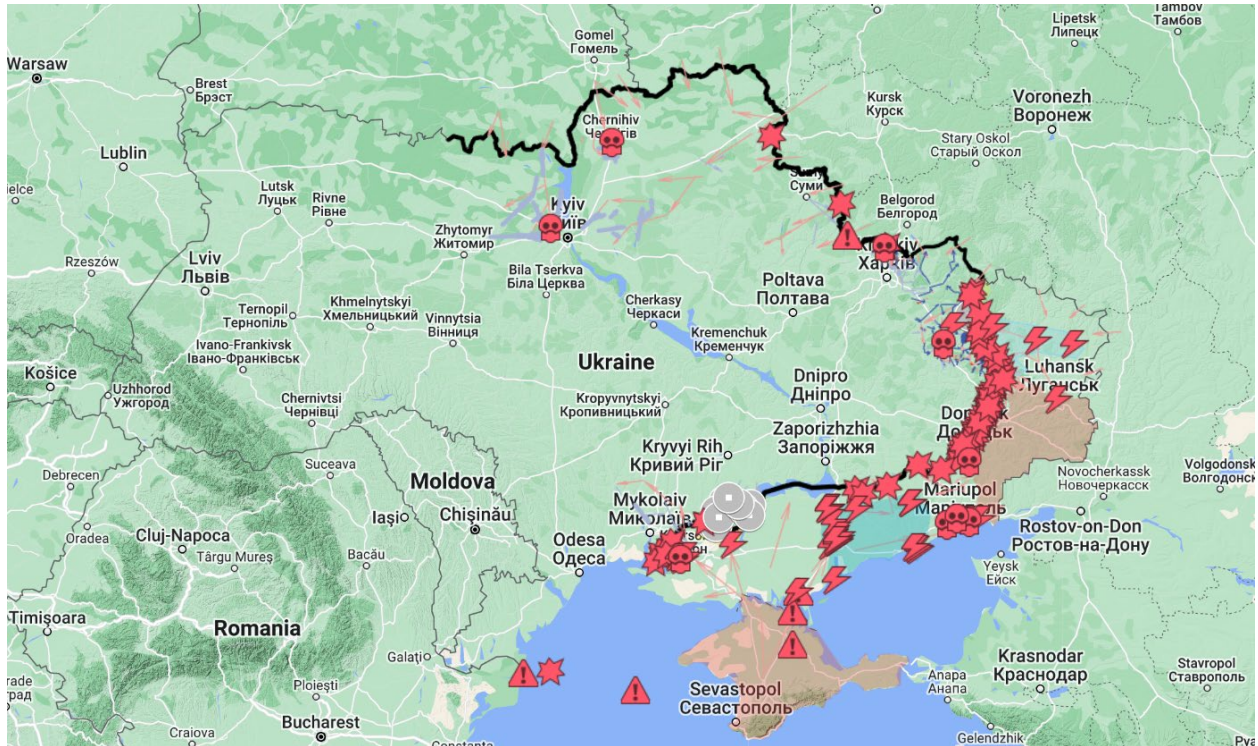 Tambov
Тамбов
Lipetsk
Липецк
Gomel
Гомель
Warsaw
Brest
Брэст
Kursk
Курск
Voronezh
Воронеж
Chernihiv
Stary Oskol
Старый Оскол
Lublin
Суми
Lutsk
Луцьк
Rivne
Рівне
Belgorod
Белгород
Kyiv
Zhytomyr
Житомир
Харків
Lviv
Львів
Rzeszów
Bila Tserkva
Біла Церква
Poltava
Полтава
Ternopil
Тернопіль
Khmelnytskyi
Хмельницький
Vinnytsia
Вінниця
Cherkasy
Черкаси
Kremenchuk
Кременчук
Ivano-Frankivsk
Івано-Франківськ
Košice
Uzhhorod
Ужгород
Ukraine
Luhansk
Луганськ
Chernivtsi
Чернівці
Kropyvnytskyi
Кропивницький
Dnipro
Дніпро
Zaporizhzhia
Запоріжжя
Kryvyi Rih
Кривий Ріг
Debrecen
Suceava
Moldova
Chișinău
Novocherkassk
Новочеркасск
Volgodonsk
Волгодонск
Mykolaiv
Миколаїв
Mariupol
Iași
Oradea
Cluj-Napoca
Târgu Mureș
Bacău
Odesa
Одеса
Rostov-on-Don
Ростов-на-Дону
Yeysk
Ейск
Timișoara
Romania
Galați
Krasnodar
Краснодар
Stavropol
Ставрополь
Anapa
Анапа
Sevastopol
Севастополь
Ploiești
Bucharest
Craiova
Gelendzhik